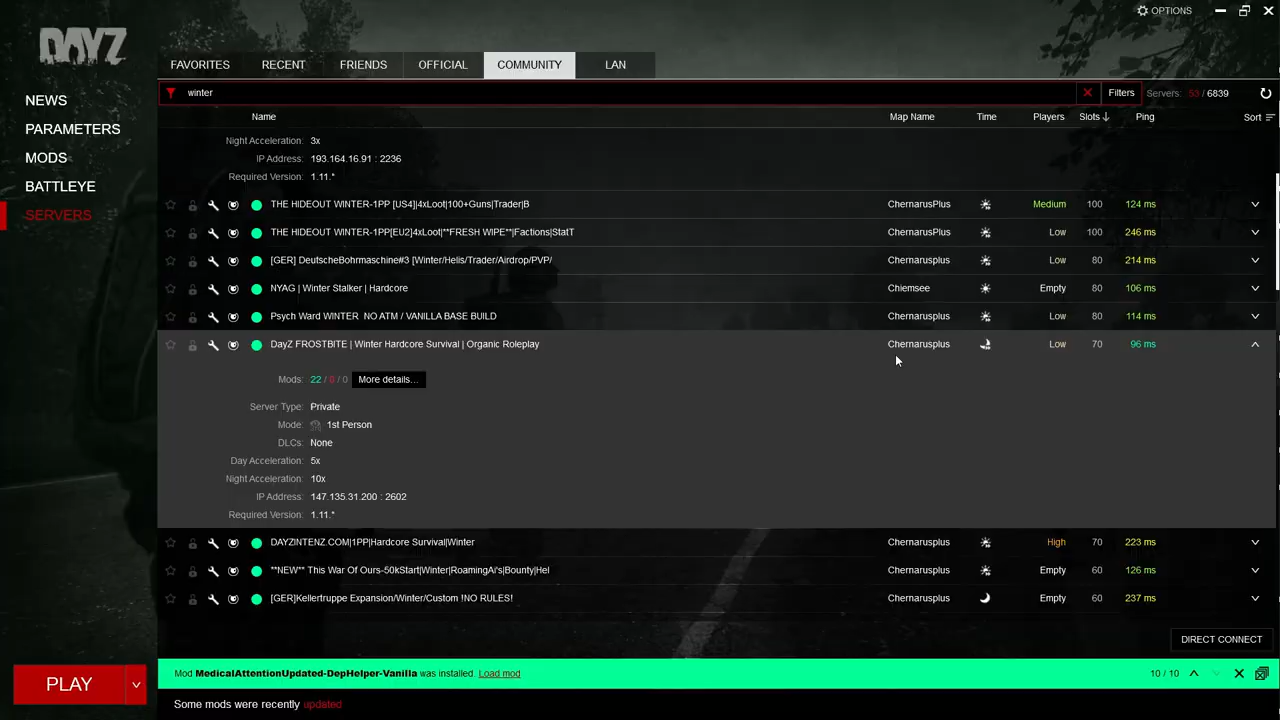 OPTIONS
DAYZ
FAVORITES RECENT FRIENDS OFFICIAL COMMUNITY LAN
NEWS
PARAMETERS
MODS
BATTLEYE
SERVERS
winter Filters Servers: 53 / 6839
Name Map Name Time Players Slots Ping Sort
Night Acceleration: 3x
IP Address: 193.164.16.91 : 2236
Required Version: 1.11.*
THE HIDEOUT WINTER-1PP [US4]|4xLoot|100+Guns|Trader|B ChernarusPlus Medium 100 124 ms
THE HIDEOUT WINTER-1PP[EU2]4xLoot|**FRESH WIPE**|Factions|StatT ChernarusPlus Low 100 246 ms
[GER] DeutscheBohrmaschine#3 [Winter/Helis/Trader/Airdrop/PVP/ Chernarusplus Low 80 214 ms
NYAG | Winter Stalker | Hardcore Chiemsee Empty 80 106 ms
Psych Ward WINTER NO ATM / VANILLA BASE BUILD Chernarusplus Low 80 114 ms
DayZ FROSTBITE | Winter Hardcore Survival | Organic Roleplay Chernarusplus Low 70 96 ms
Mods: 22 / 0 / 0 More details...
Server Type: Private
Mode: 1st Person
DLCs: None
Day Acceleration: 5x
Night Acceleration: 10x
IP Address: 147.135.31.200 : 2602
Required Version: 1.11.*
DAYZINTENZ.COM|1PP|Hardcore Survival|Winter Chernarusplus High 70 223 ms
**NEW** This War Of Ours-50kStart|Winter|RoamingAi's|Bounty|Hel Chernarusplus Empty 60 126 ms
[GER]Kellertruppe Expansion/Winter/Custom !NO RULES! Chernarusplus Empty 60 237 ms
DIRECT CONNECT
PLAY
Mod MedicalAttentionUpdated-DepHelper-Vanilla was installed. Load mod 10 / 10
Some mods were recently updated